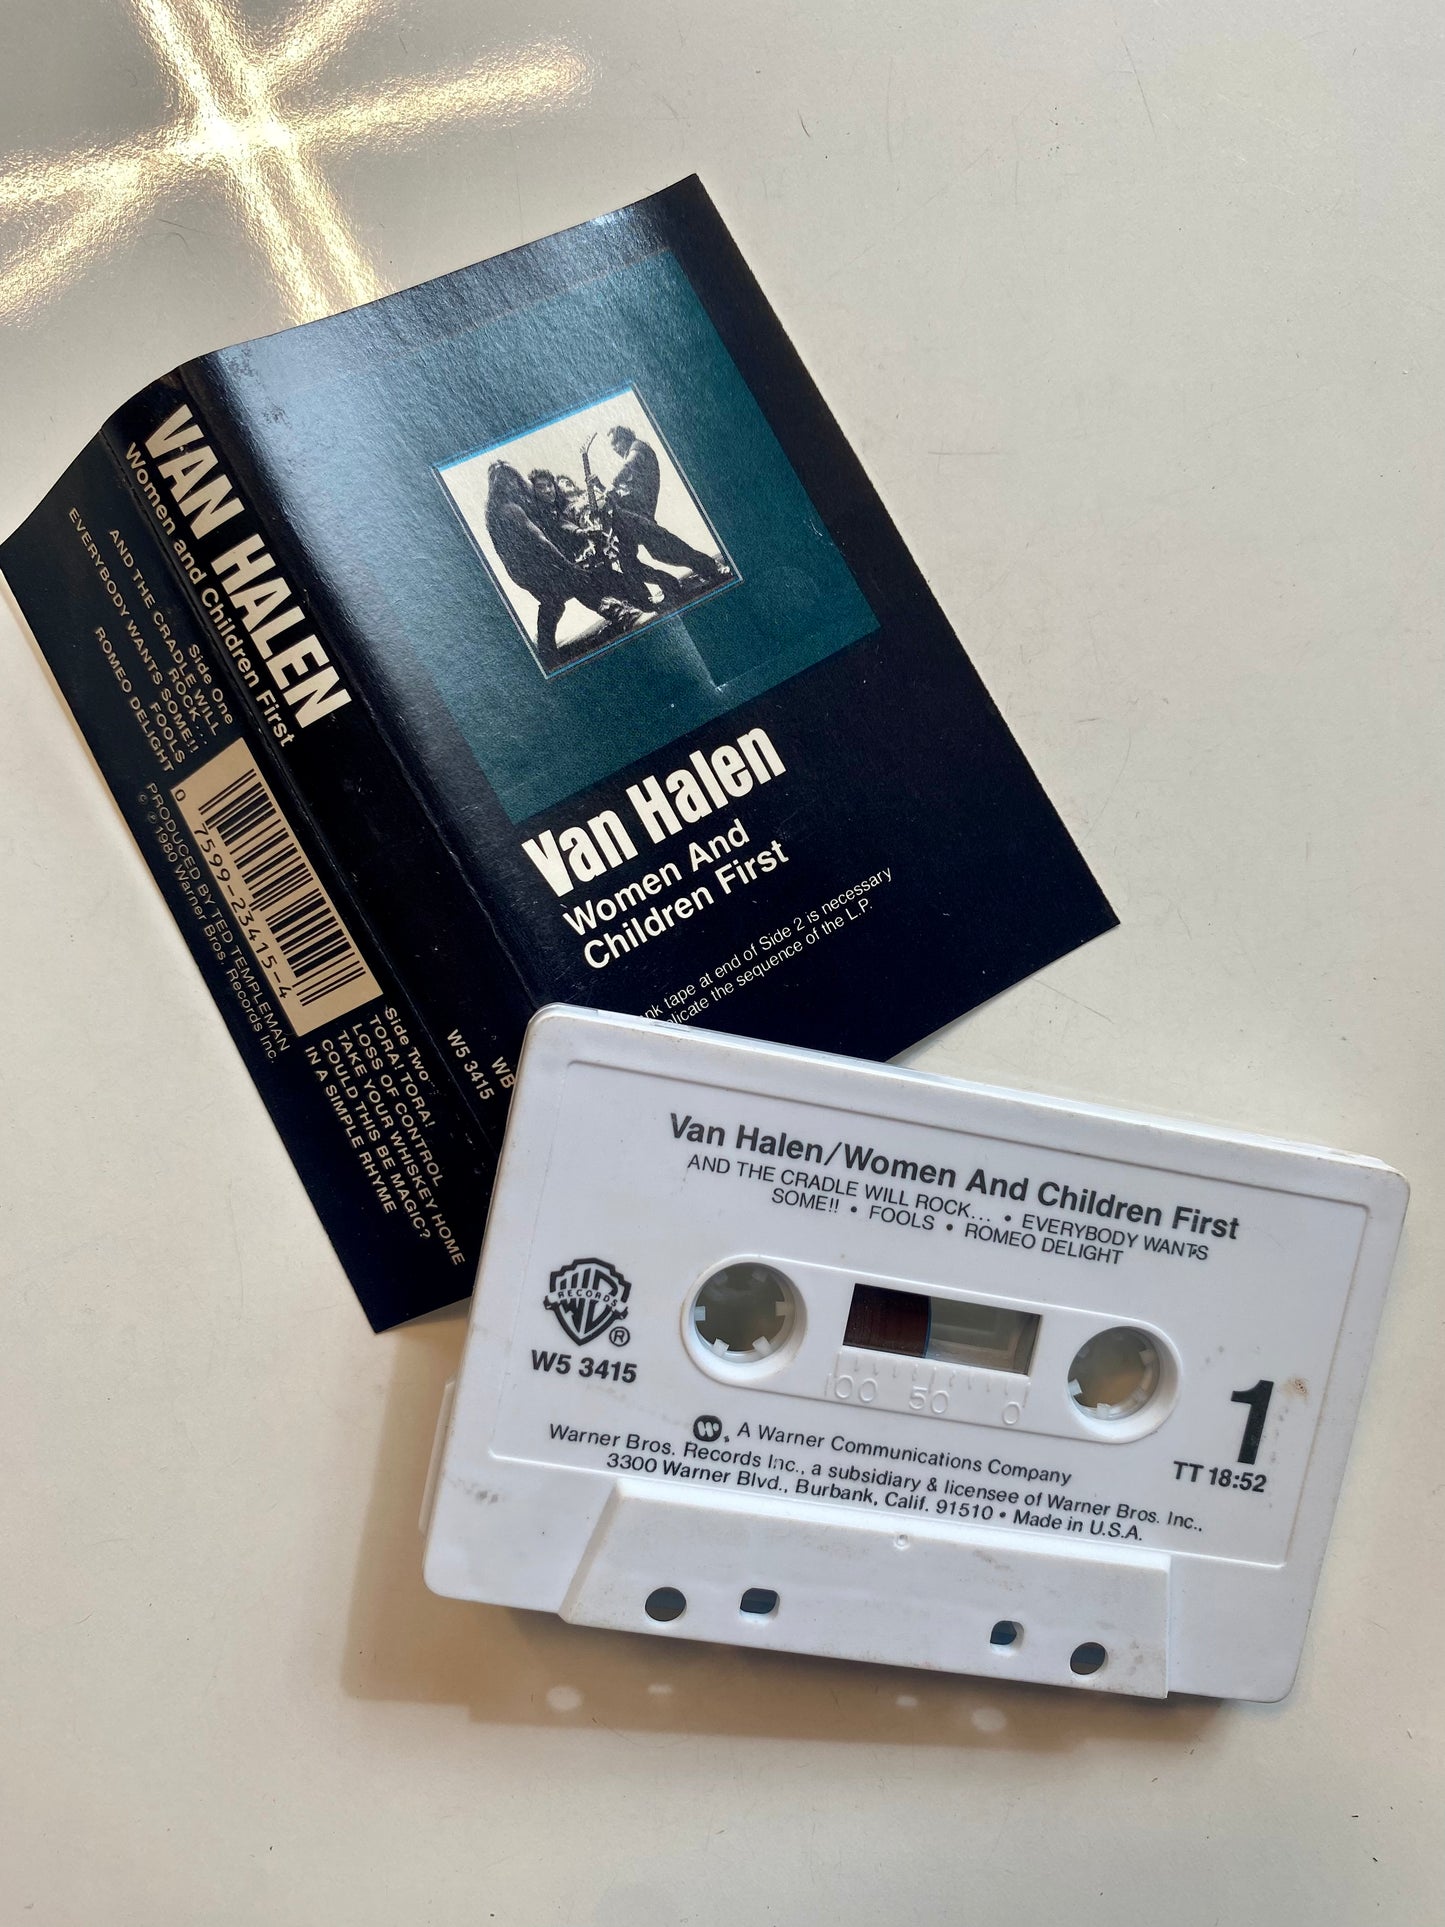 VAN HALEN
Women and Children First
Side One
AND THE CRADLE WILL
ROCK...
EVERYBODY WANTS SOME!!
FOOLS
ROMEO DELIGHT
0 7599-23415-4
PRODUCED BY TED TEMPLEMAN
© ℗ 1980 Warner Bros. Records Inc.
Side Two
TORA! TORA!
LOSS OF CONTROL
TAKE YOUR WHISKEY HOME
COULD THIS BE MAGIC?
IN A SIMPLE RHYME
W5 3415
Van Halen
Women And
Children First
tape at end of Side 2 is necessary
the sequence of the L.P.
Van Halen/Women And Children First
AND THE CRADLE WILL ROCK... • EVERYBODY WANTS
SOME!! • FOOLS • ROMEO DELIGHT
WB
RECORDS
®
W5 3415
100 50 0
1
TT 18:52
, A Warner Communications Company
Warner Bros. Records Inc., a subsidiary & licensee of Warner Bros. Inc.,
3300 Warner Blvd., Burbank, Calif. 91510 • Made in U.S.A.